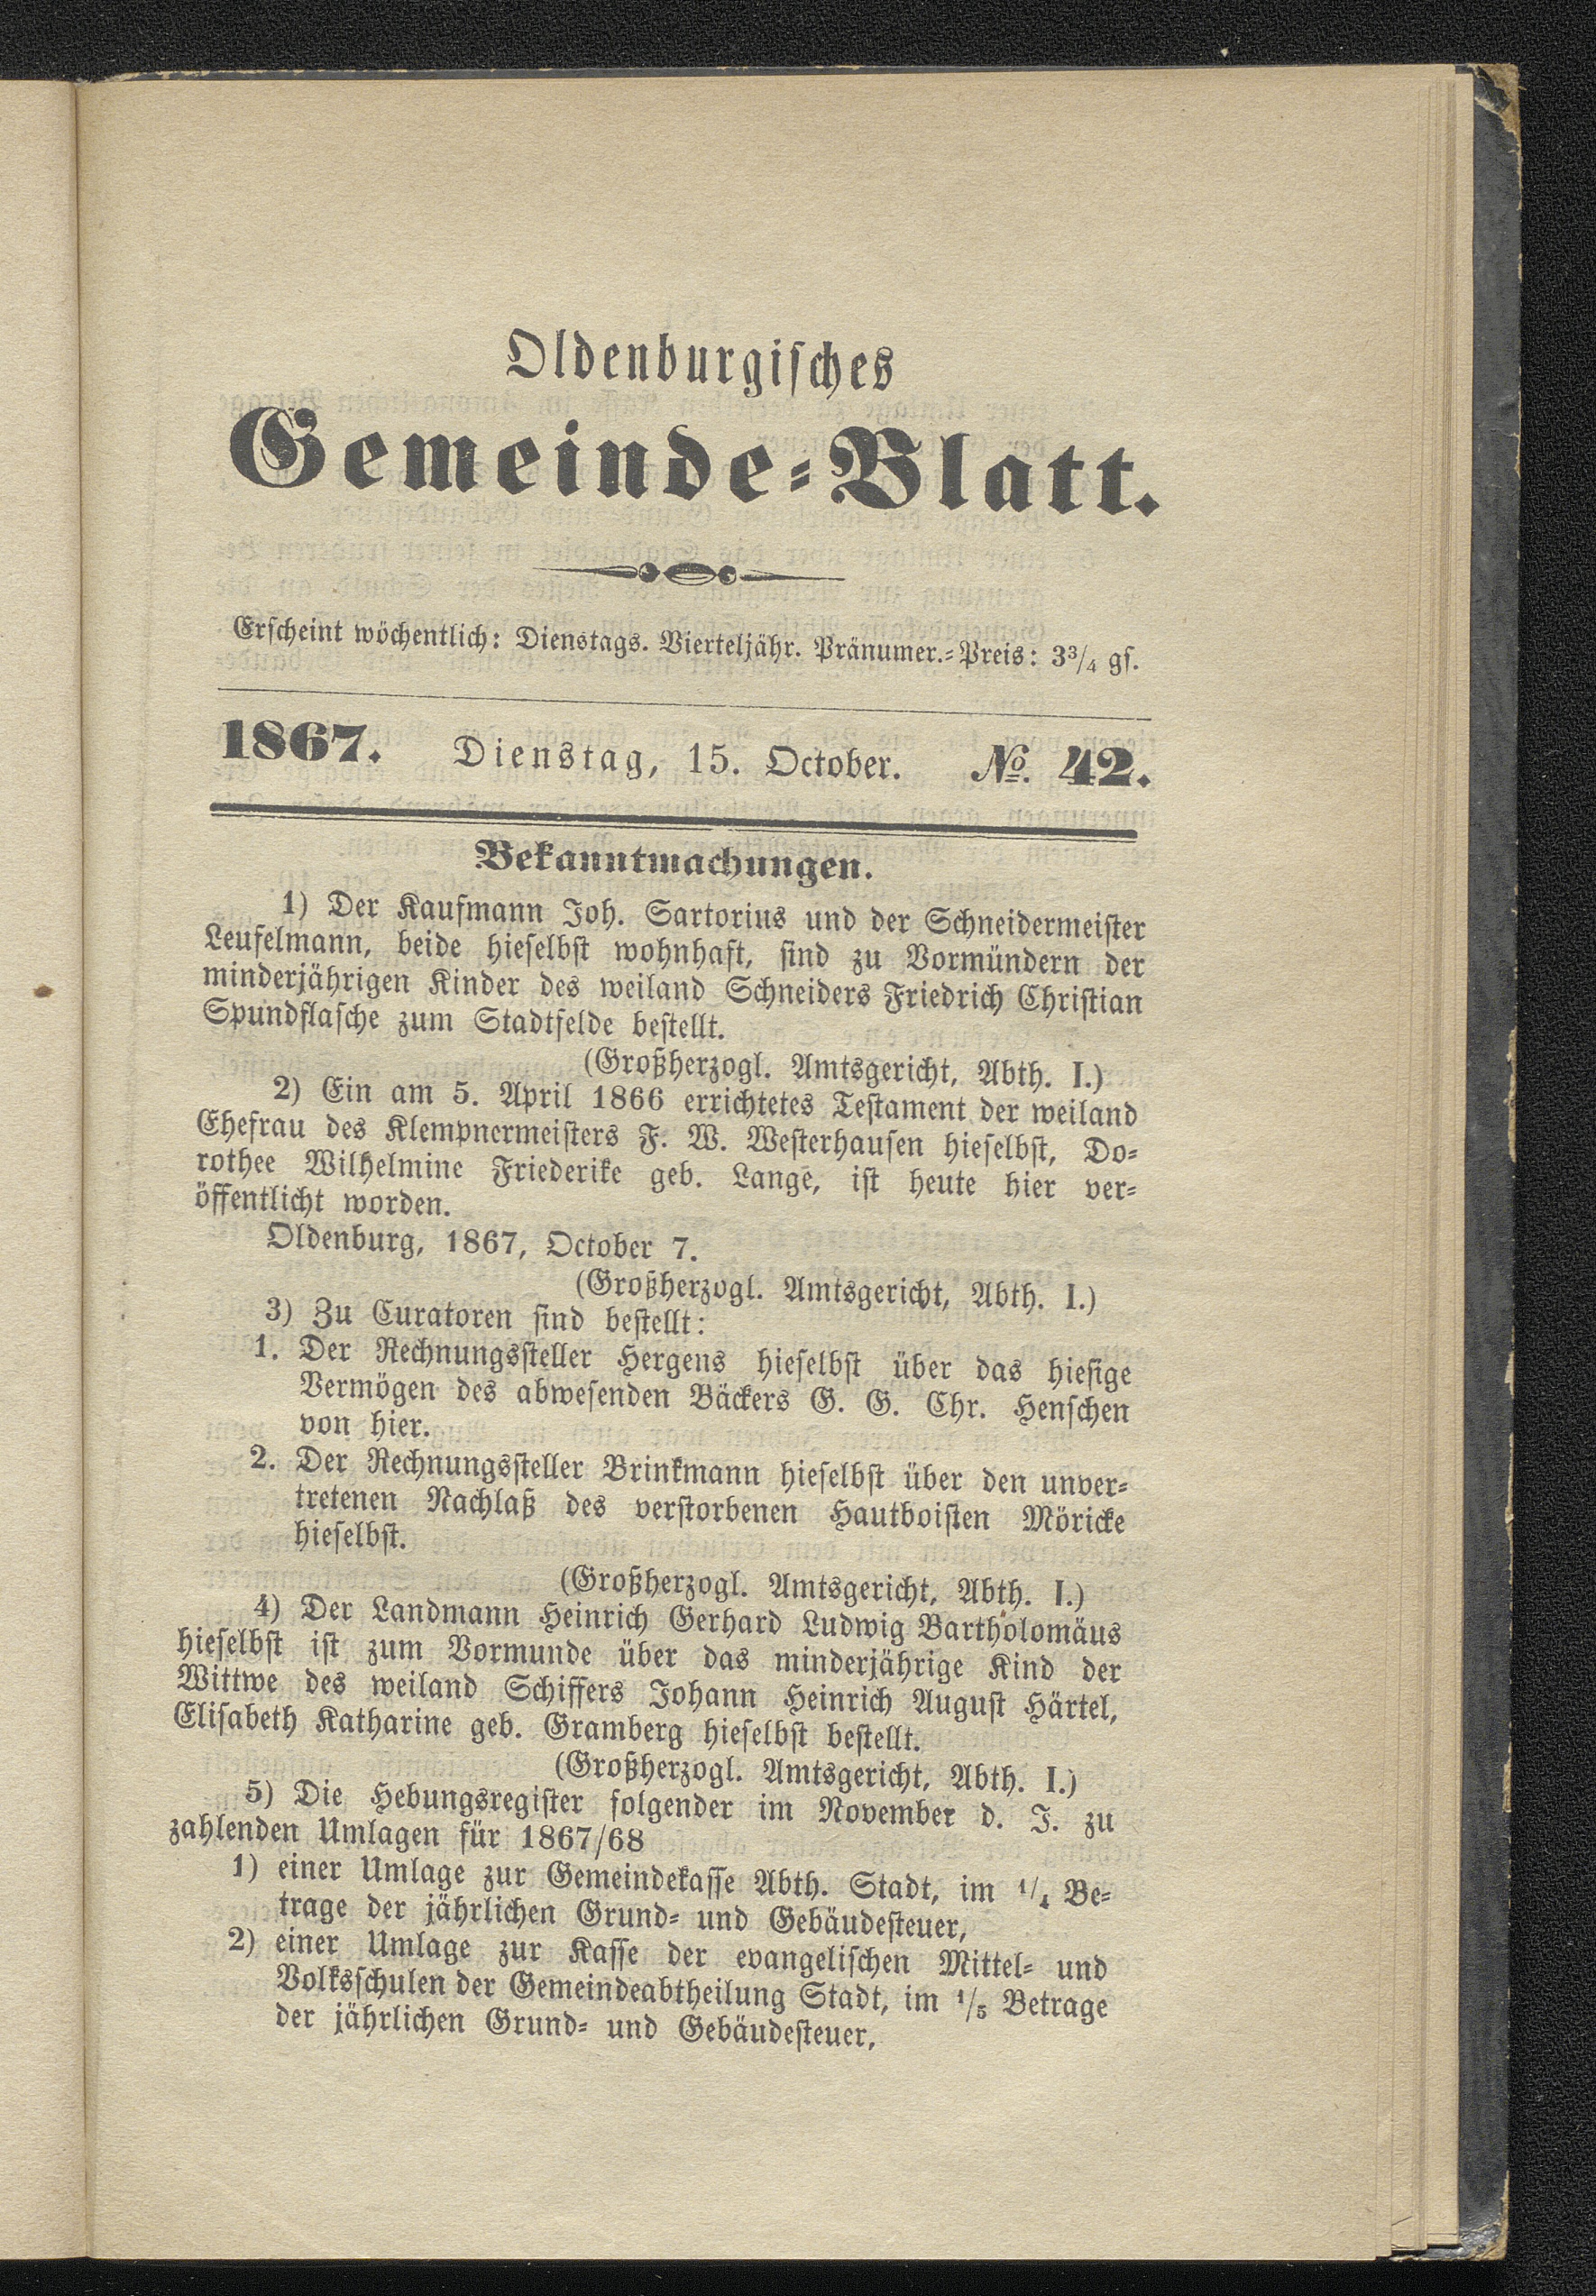 Oldenburgisches
Gemeinde-Blatt.
Erscheint wöchentlich: Dienstags. Vierteljähr. Pränumer.-Preis: 3 3/4 gs.
1867. Dienstag, 15. October. No. 42.
Bekanntmachungen.
1) Der Kaufmann Joh. Sartorius und der Schneidermeister
Leufelmann, beide hieselbst wohnhaft, sind zu Vormündern der
minderjährigen Kinder des weiland Schneiders Friedrich Christian
Spundflasche zum Stadtfelde bestellt.
(Großherzogl. Amtsgericht, Abth. I.)
2) Ein am 5. April 1866 errichtetes Testament der weiland
Ehefrau des Klempnermeisters F. W. Westerhausen hieselbst, Do-
rothee Wilhelmine Friederike geb. Lange, ist heute hier ver-
öffentlicht worden.
Oldenburg, 1867, October 7.
(Großherzogl. Amtsgericht, Abth. I.)
3) Zu Curatoren sind bestellt:
1. Der Rechnungssteller Hergens hieselbst über das hiesige
Vermögen des abwesenden Bäckers G. G. Chr. Henschen
von hier.
2. Der Rechnungssteller Brinkmann hieselbst über den unver-
tretenen Nachlaß des verstorbenen Hautboisten Möricke
hieselbst.
(Großherzogl. Amtsgericht, Abth. I.)
4) Der Landmann Heinrich Gerhard Ludwig Bartholomäus
hieselbst ist zum Vormunde über das minderjährige Kind der
Wittwe des weiland Schiffers Johann Heinrich August Härtel,
Elisabeth Katharine geb. Gramberg hieselbst bestellt.
(Großherzogl. Amtsgericht, Abth. I.)
5) Die Hebungsregister folgender im November d. J. zu
zahlenden Umlagen für 1867/68
1) einer Umlage zur Gemeindekasse Abth. Stadt, im 1/4 Be-
trage der jährlichen Grund- und Gebäudesteuer,
2) einer Umlage zur Kasse der evangelischen Mittel- und
Volksschulen der Gemeindeabtheilung Stadt, im 1/5 Betrage
der jährlichen Grund- und Gebäudesteuer,